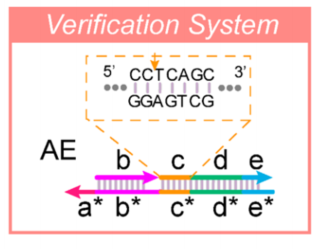 Verification System
5’ CCTCAGC 3’
GGAGTCG
AE
b c d e
a* b* c* d* e*